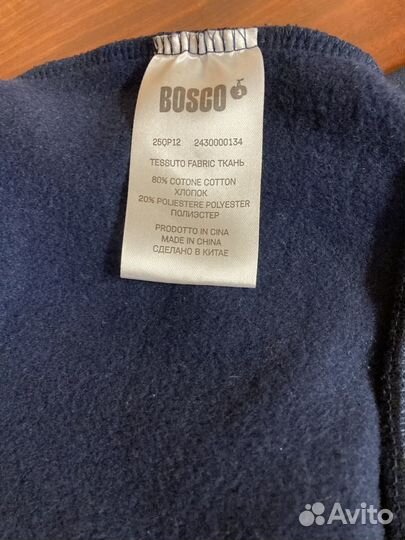 BOSCO
25QP12 2430000134
TESSUTO FABRIC ТКАНЬ
80% COTONE COTTON
ХЛОПОК
20% POLIESTERE POLYESTER
ПОЛИЭСТЕР
PRODOTTO IN CINA
MADE IN CHINA
СДЕЛАНО В КИТАЕ
Avito